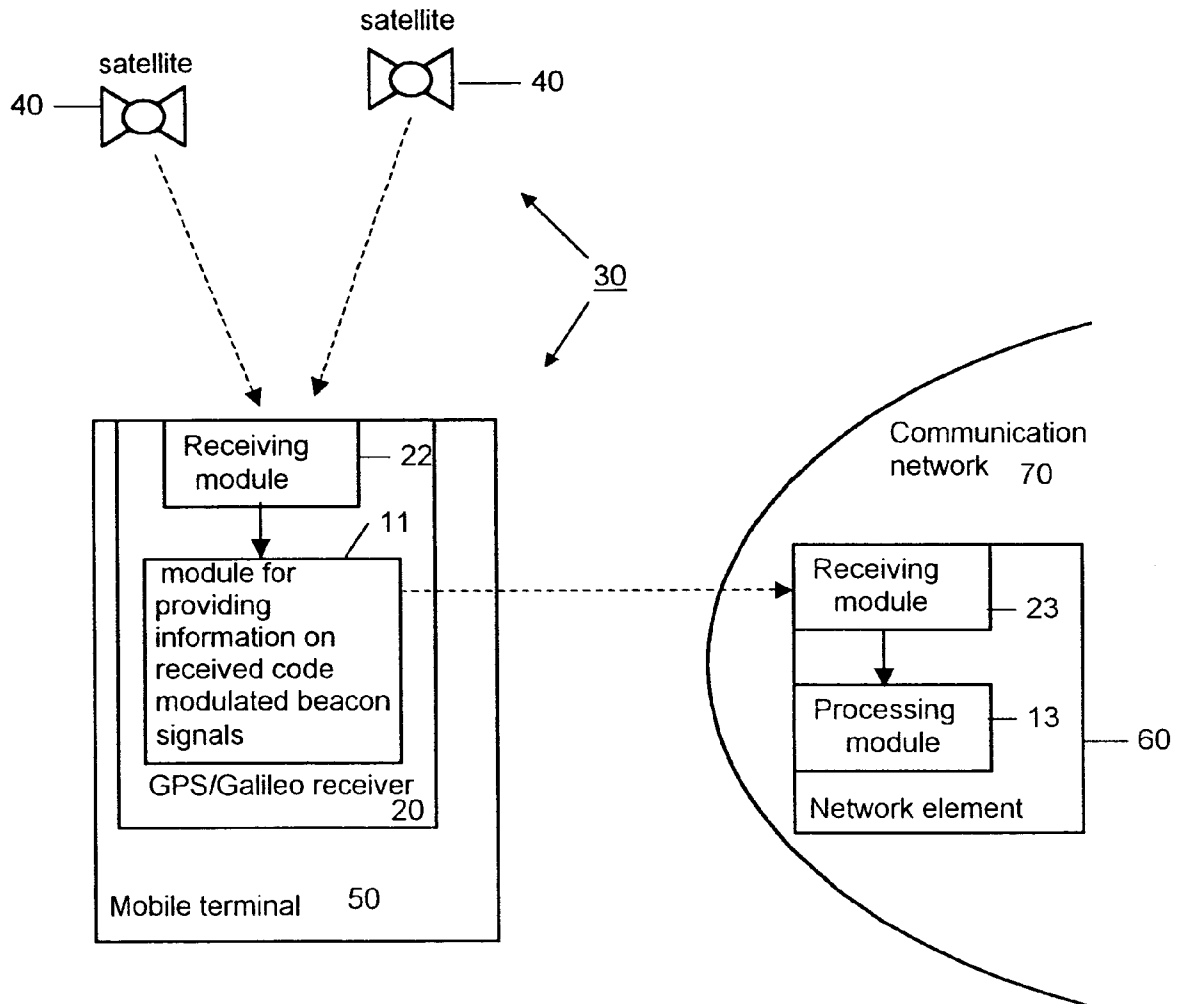 satellite
satellite
40
40
30
Receiving
module
22
11
module for
providing
information on
received code
modulated beacon
signals
GPS/Galileo receiver
20
Mobile terminal 50
Communication
network 70
Receiving
module
23
Processing
module
13
60
Network element